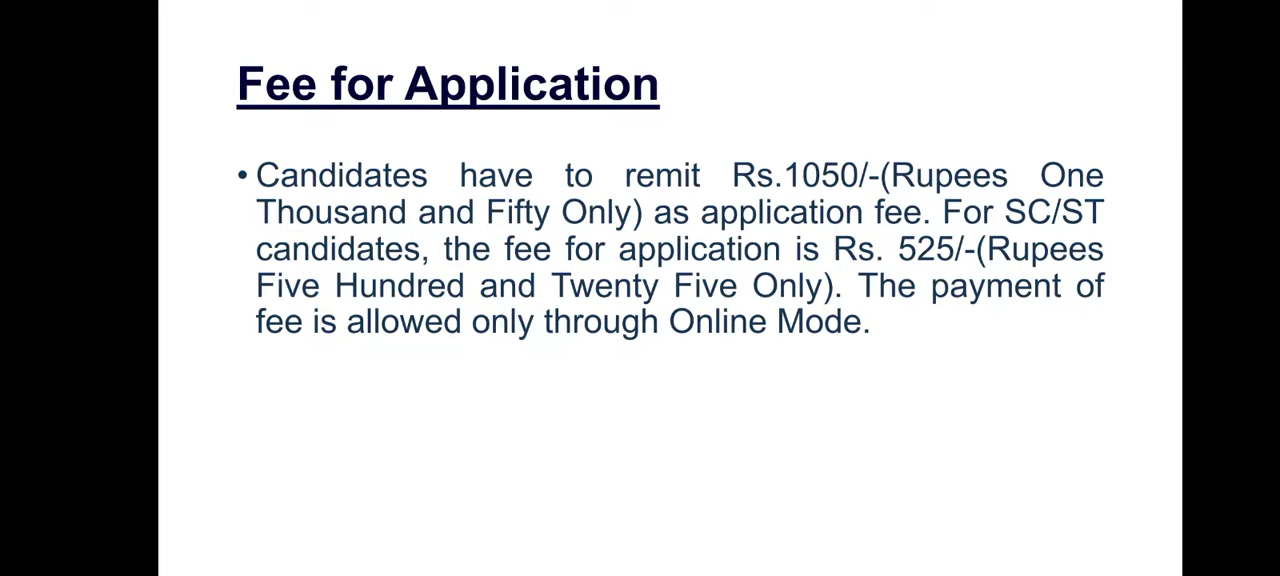 Fee for Application
• Candidates have to remit Rs.1050/-(Rupees One
Thousand and Fifty Only) as application fee. For SC/ST
candidates, the fee for application is Rs. 525/-(Rupees
Five Hundred and Twenty Five Only). The payment of
fee is allowed only through Online Mode.